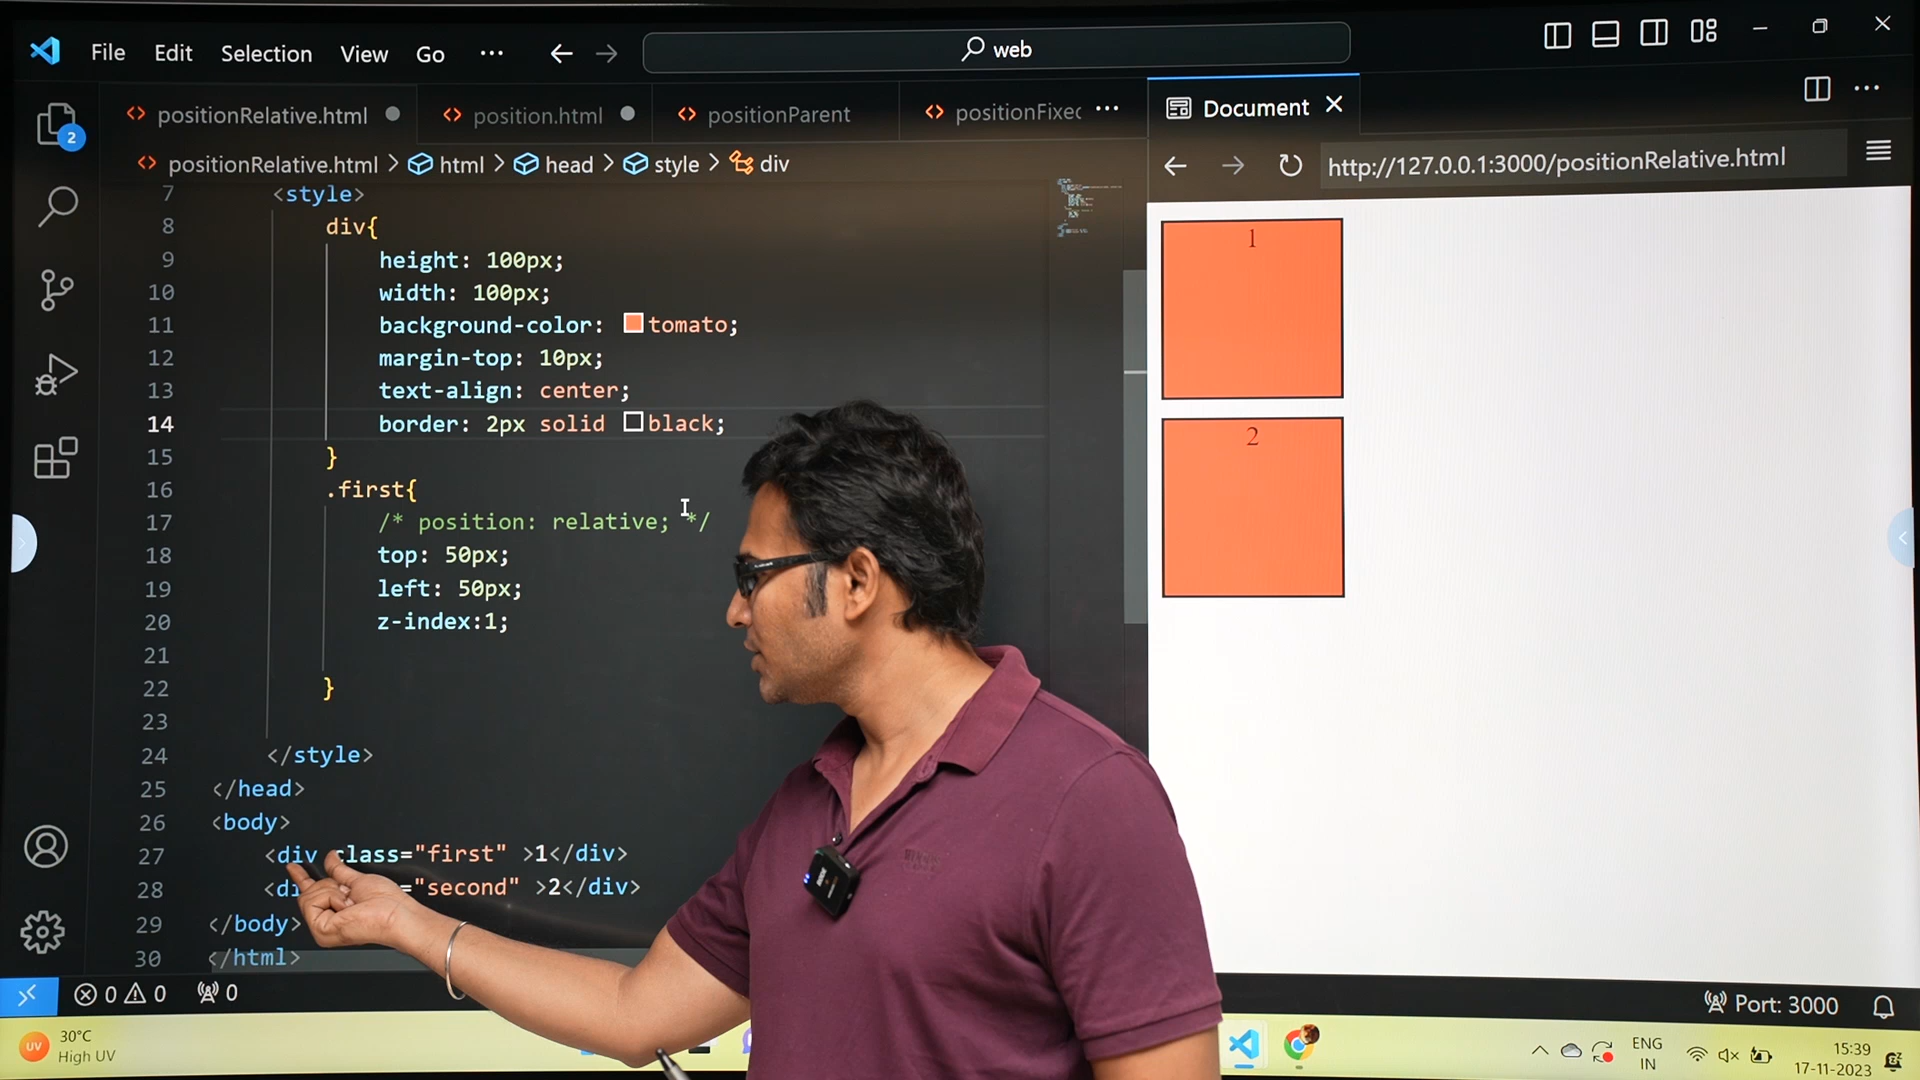 File Edit Selection View Go ··· web
positionRelative.html position.html positionParent positionFixec ··· Document
positionRelative.html > html > head > style > div
http://127.0.0.1:3000/positionRelative.html
2
7 <style>
8 div{
9 height: 100px;
10 width: 100px;
11 background-color: tomato;
12 margin-top: 10px;
13 text-align: center;
14 border: 2px solid black;
15 }
16 .first{
17 /* position: relative; */
18 top: 50px;
19 left: 50px;
20 z-index:1;
21
22 }
23
24 </style>
25 </head>
26 <body>
27 <div class="first" >1</div>
28 <di ="second" >2</div>
29 </body>
30 </html>
1
2
0 0 0 Port: 3000
UV 30°C
High UV
ENG
IN
15:39
17-11-2023